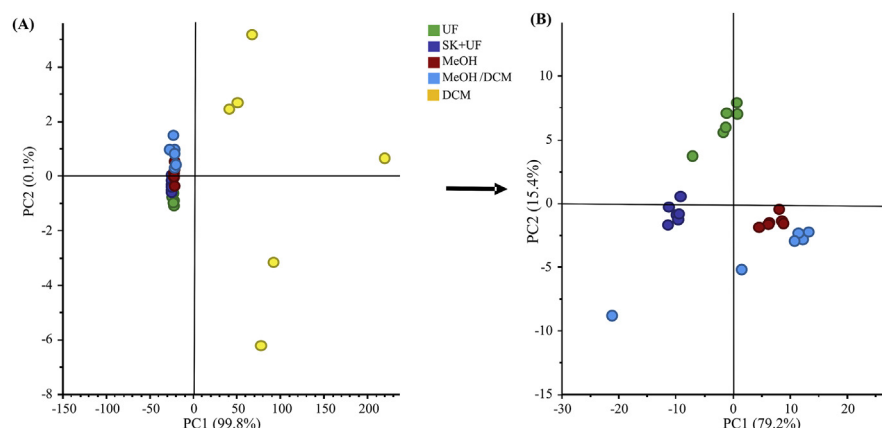 (A)
6
4
2
0
-2
-4
-6
-8
PC2 (0.1%)
-150
-100
-50
0
50
100
150
200
PC1 (99.8%)
UF
SK+UF
MeOH
MeOH /DCM
DCM
(B)
10
5
0
-5
-10
-15
PC2 (15.4%)
-30
-20
-10
0
10
20
PC1 (79.2%)